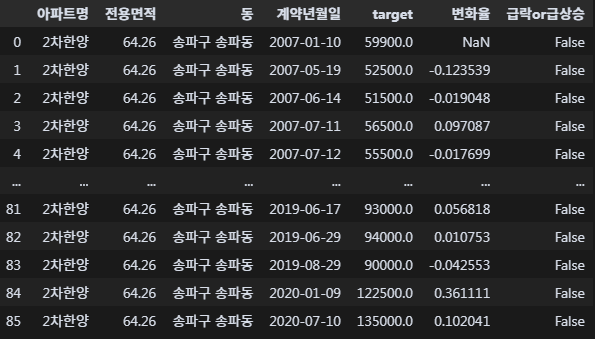 아파트명 전용면적 동 계약년월일 target 변화율 급락or급상승
0 2차한양 64.26 송파구 송파동 2007-01-10 59900.0 NaN False
1 2차한양 64.26 송파구 송파동 2007-05-19 52500.0 -0.123539 False
2 2차한양 64.26 송파구 송파동 2007-06-14 51500.0 -0.019048 False
3 2차한양 64.26 송파구 송파동 2007-07-11 56500.0 0.097087 False
4 2차한양 64.26 송파구 송파동 2007-07-12 55500.0 -0.017699 False
... ... ... ... ... ... ... ...
81 2차한양 64.26 송파구 송파동 2019-06-17 93000.0 0.056818 False
82 2차한양 64.26 송파구 송파동 2019-06-29 94000.0 0.010753 False
83 2차한양 64.26 송파구 송파동 2019-08-29 90000.0 -0.042553 False
84 2차한양 64.26 송파구 송파동 2020-01-09 122500.0 0.361111 False
85 2차한양 64.26 송파구 송파동 2020-07-10 135000.0 0.102041 False